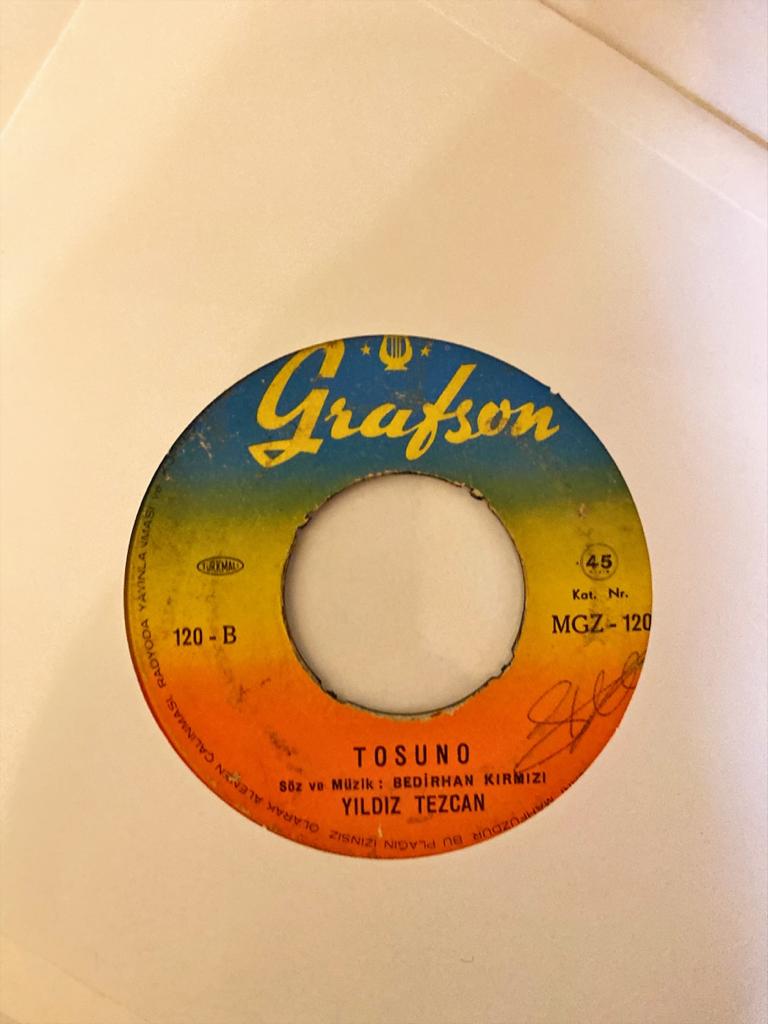 Grafson
TÜRKMALI
120 - B
45
Kat. Nr.
MGZ - 120
TOSUNO
Söz ve Müzik : BEDİRHAN KIRMIZI
YILDIZ TEZCAN
MAHFUZDUR BU PLAĞIN İZİNSİZ OLARAK ALENEN ÇALINMASI, RADYODA YAYINLANMASI